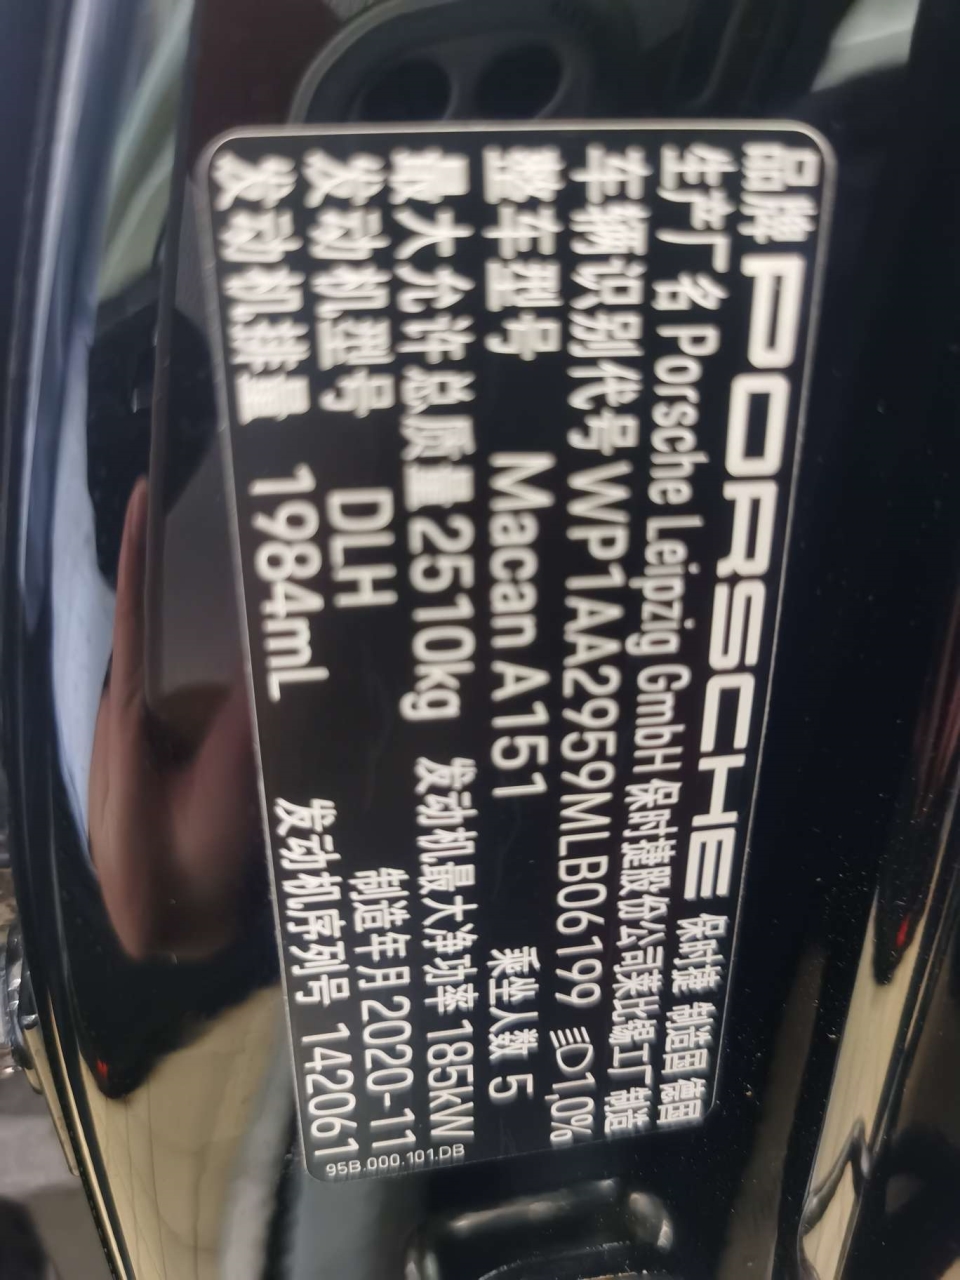 品牌 PORSCHE 保时捷 制造国 德国
生产厂名 Porsche Leipzig GmbH 保时捷股份公司莱比锡工厂 制造
车辆识别代号 WP1AA2959MLB06199 1,0%
整车型号 Macan A151 乘坐人数 5
最大允许总质量 2510kg 发动机最大净功率 185kW
发动机型号 DLH 制造年月 2020-11
发动机排量 1984mL 发动机序列号 142061
95B.000.101.DB